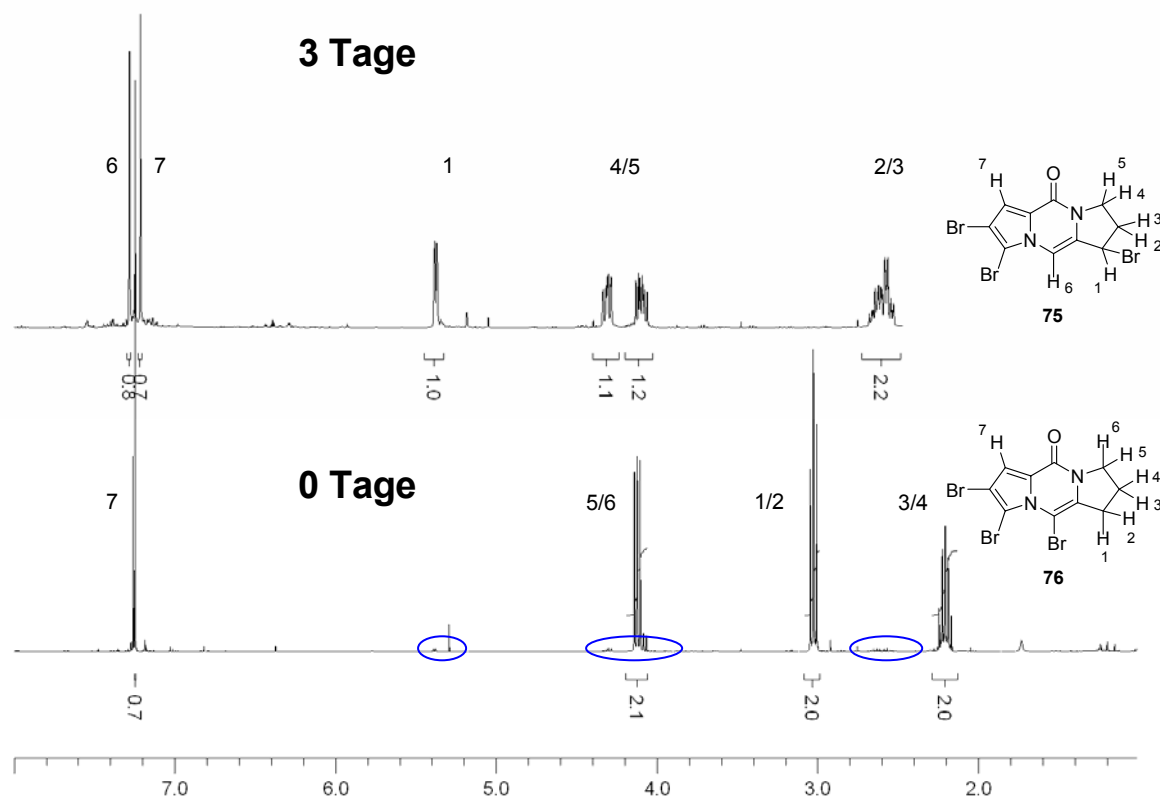 3 Tage
6 7 1 4/5 2/3
7 H O H 5
H 4
Br N H 3
N H 2
Br H H Br
6 1
75
0.8 0.7 1.0 1.1 1.2 2.2
0 Tage
7 5/6 1/2 3/4
7 H O H 6
H 5
Br N H 4
N H 3
Br Br H H 2
1
76
0.7 2.1 2.0 2.0
7.0 6.0 5.0 4.0 3.0 2.0